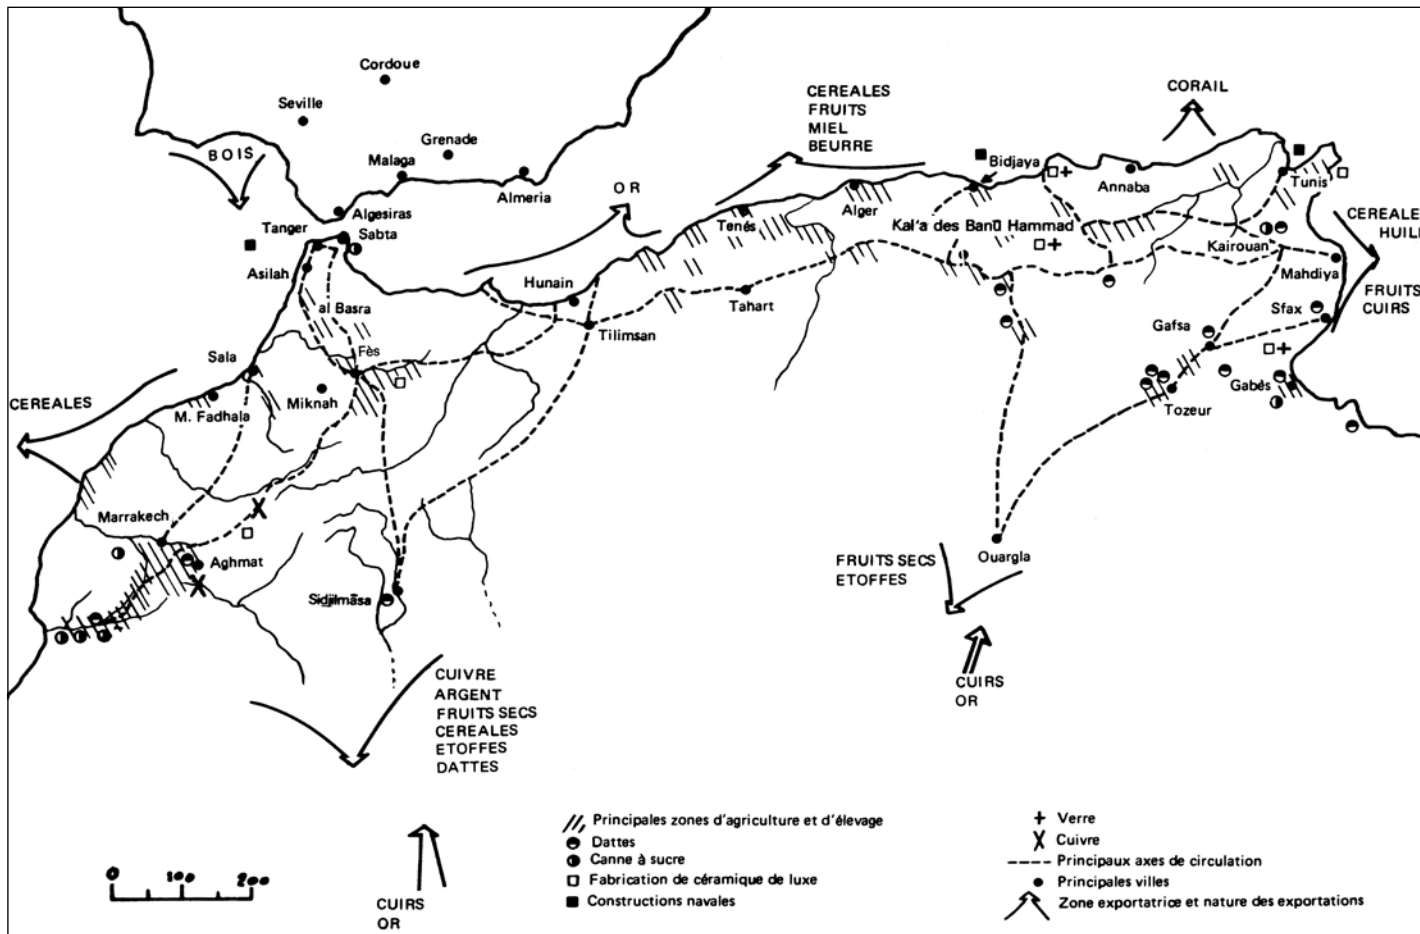 Cordoue
Seville
Grenade
Malaga
Almeria
Algesiras
BOIS
Tanger
Sabta
Asilah
al Basra
OR
CEREALES
FRUITS
MIEL
BEURRE
CORAIL
Bidjaya
Annaba
Tunis
Alger
Tenés
Kal'a des Banū Hammad
Kairouan
Mahdiya
CEREALES
HUILE
FRUITS
CUIRS
Sfax
Gafsa
Gabés
Tozeur
Hunain
Tilimsan
Tahart
Sala
Fès
Miknah
M. Fadhala
CEREALES
Marrakech
Aghmat
Sidjilmāsa
Ouargla
FRUITS SECS
ETOFFES
CUIRS
OR
CUIVRE
ARGENT
FRUITS SECS
CEREALES
ETOFFES
DATTES
CUIRS
OR
0 100 200
Principales zones d'agriculture et d'élevage
Dattes
Canne à sucre
Fabrication de céramique de luxe
Constructions navales
Verre
Cuivre
Principaux axes de circulation
Principales villes
Zone exportatrice et nature des exportations